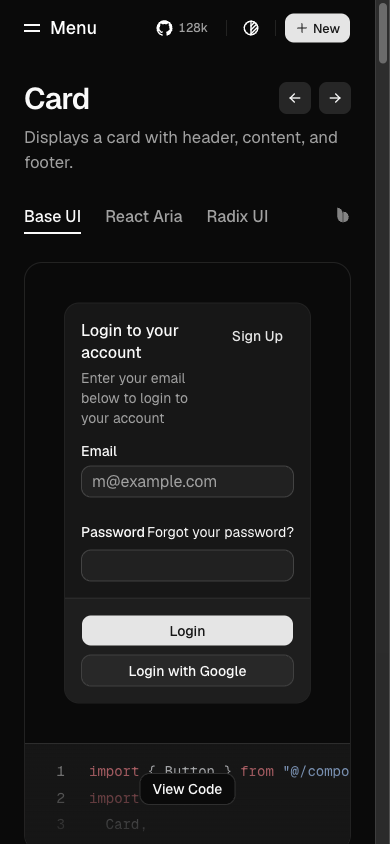 Menu
128k
+ New
Card
Displays a card with header, content, and
footer.
Base UI
React Aria
Radix UI
Login to your
account
Sign Up
Enter your email
below to login to
your account
Email
m@example.com
Password Forgot your password?
Login
Login with Google
1 import { Button } from "@/compo
2 import
View Code
3 Card,